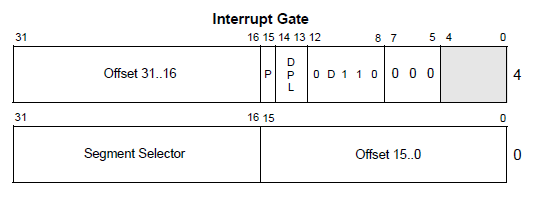 Interrupt Gate
31 16 15 14 13 12 8 7 5 4 0
Offset 31..16 P D P L 0 D 1 1 0 0 0 0 4
31 16 15 0
Segment Selector Offset 15..0 0